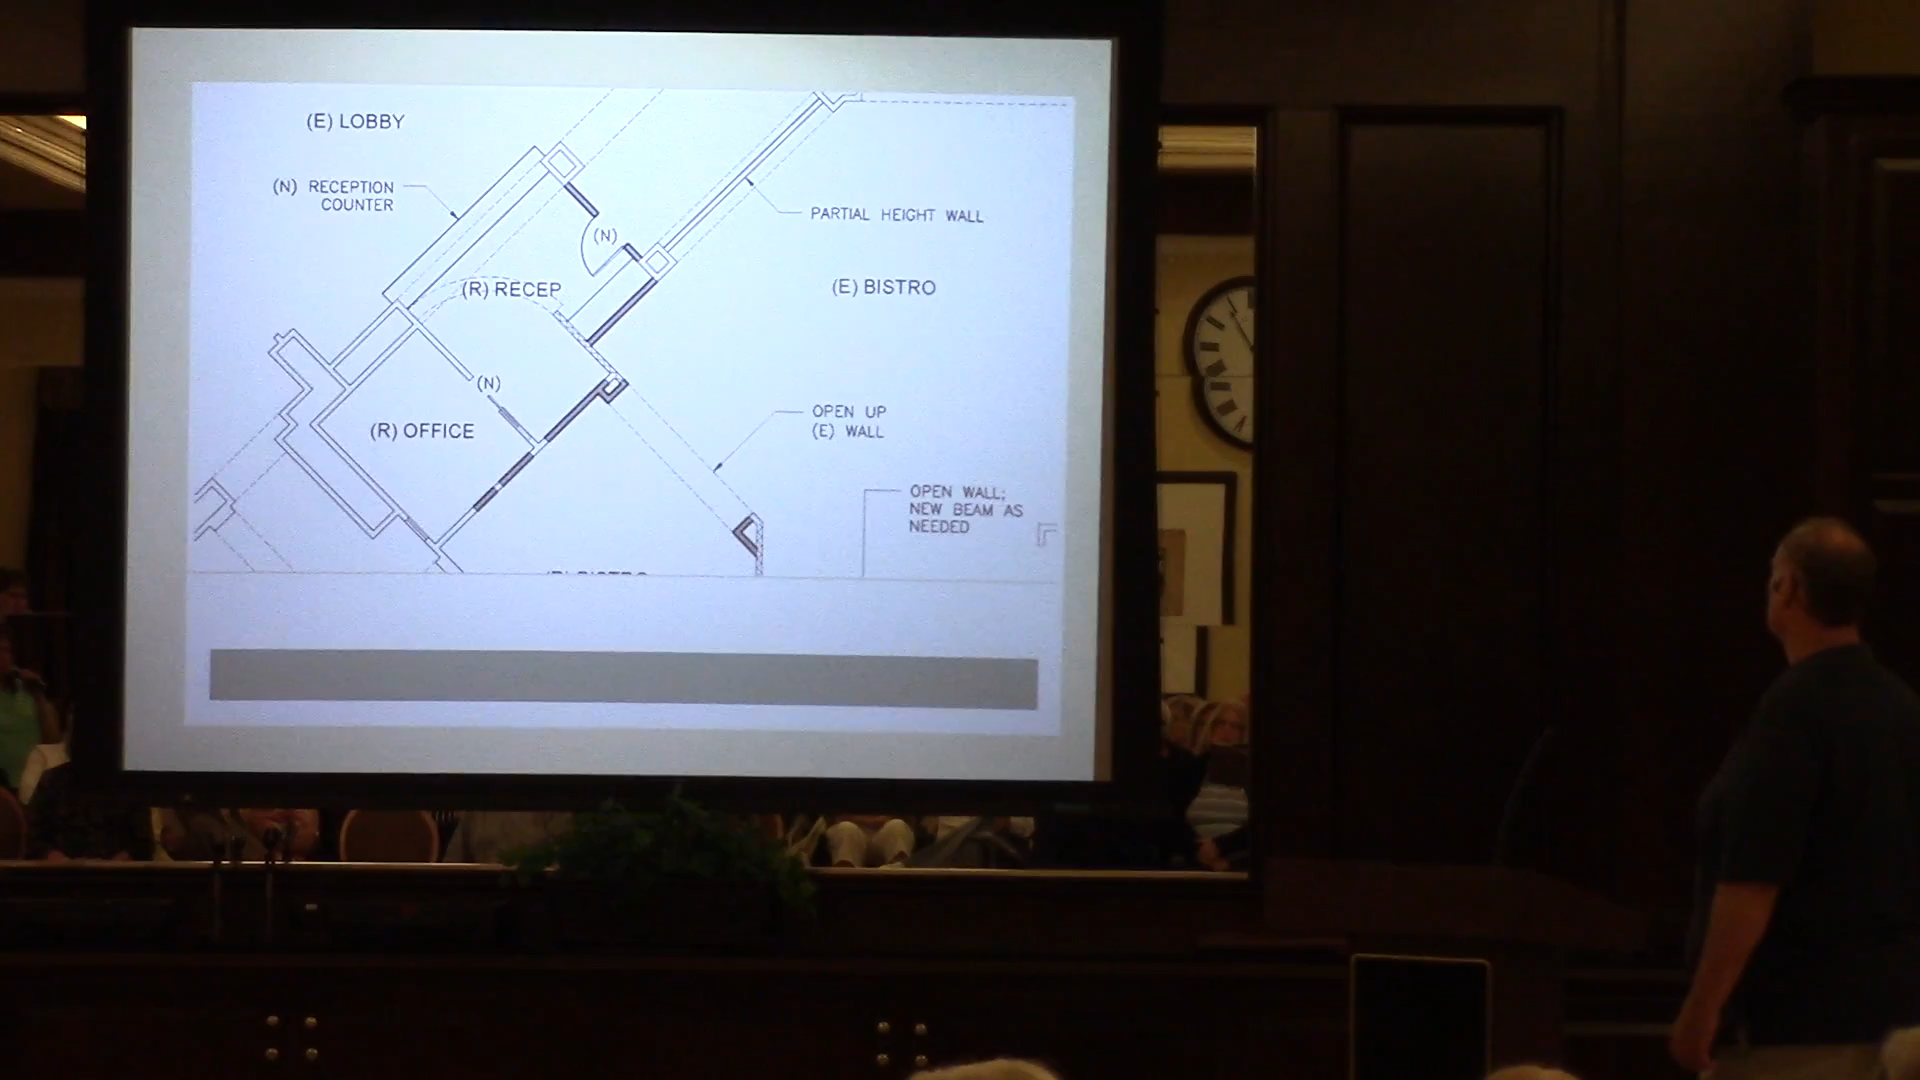 (E) LOBBY
(N) RECEPTION
COUNTER
(N)
PARTIAL HEIGHT WALL
(R) RECEP
(E) BISTRO
(N)
(R) OFFICE
OPEN UP
(E) WALL
OPEN WALL;
NEW BEAM AS
NEEDED